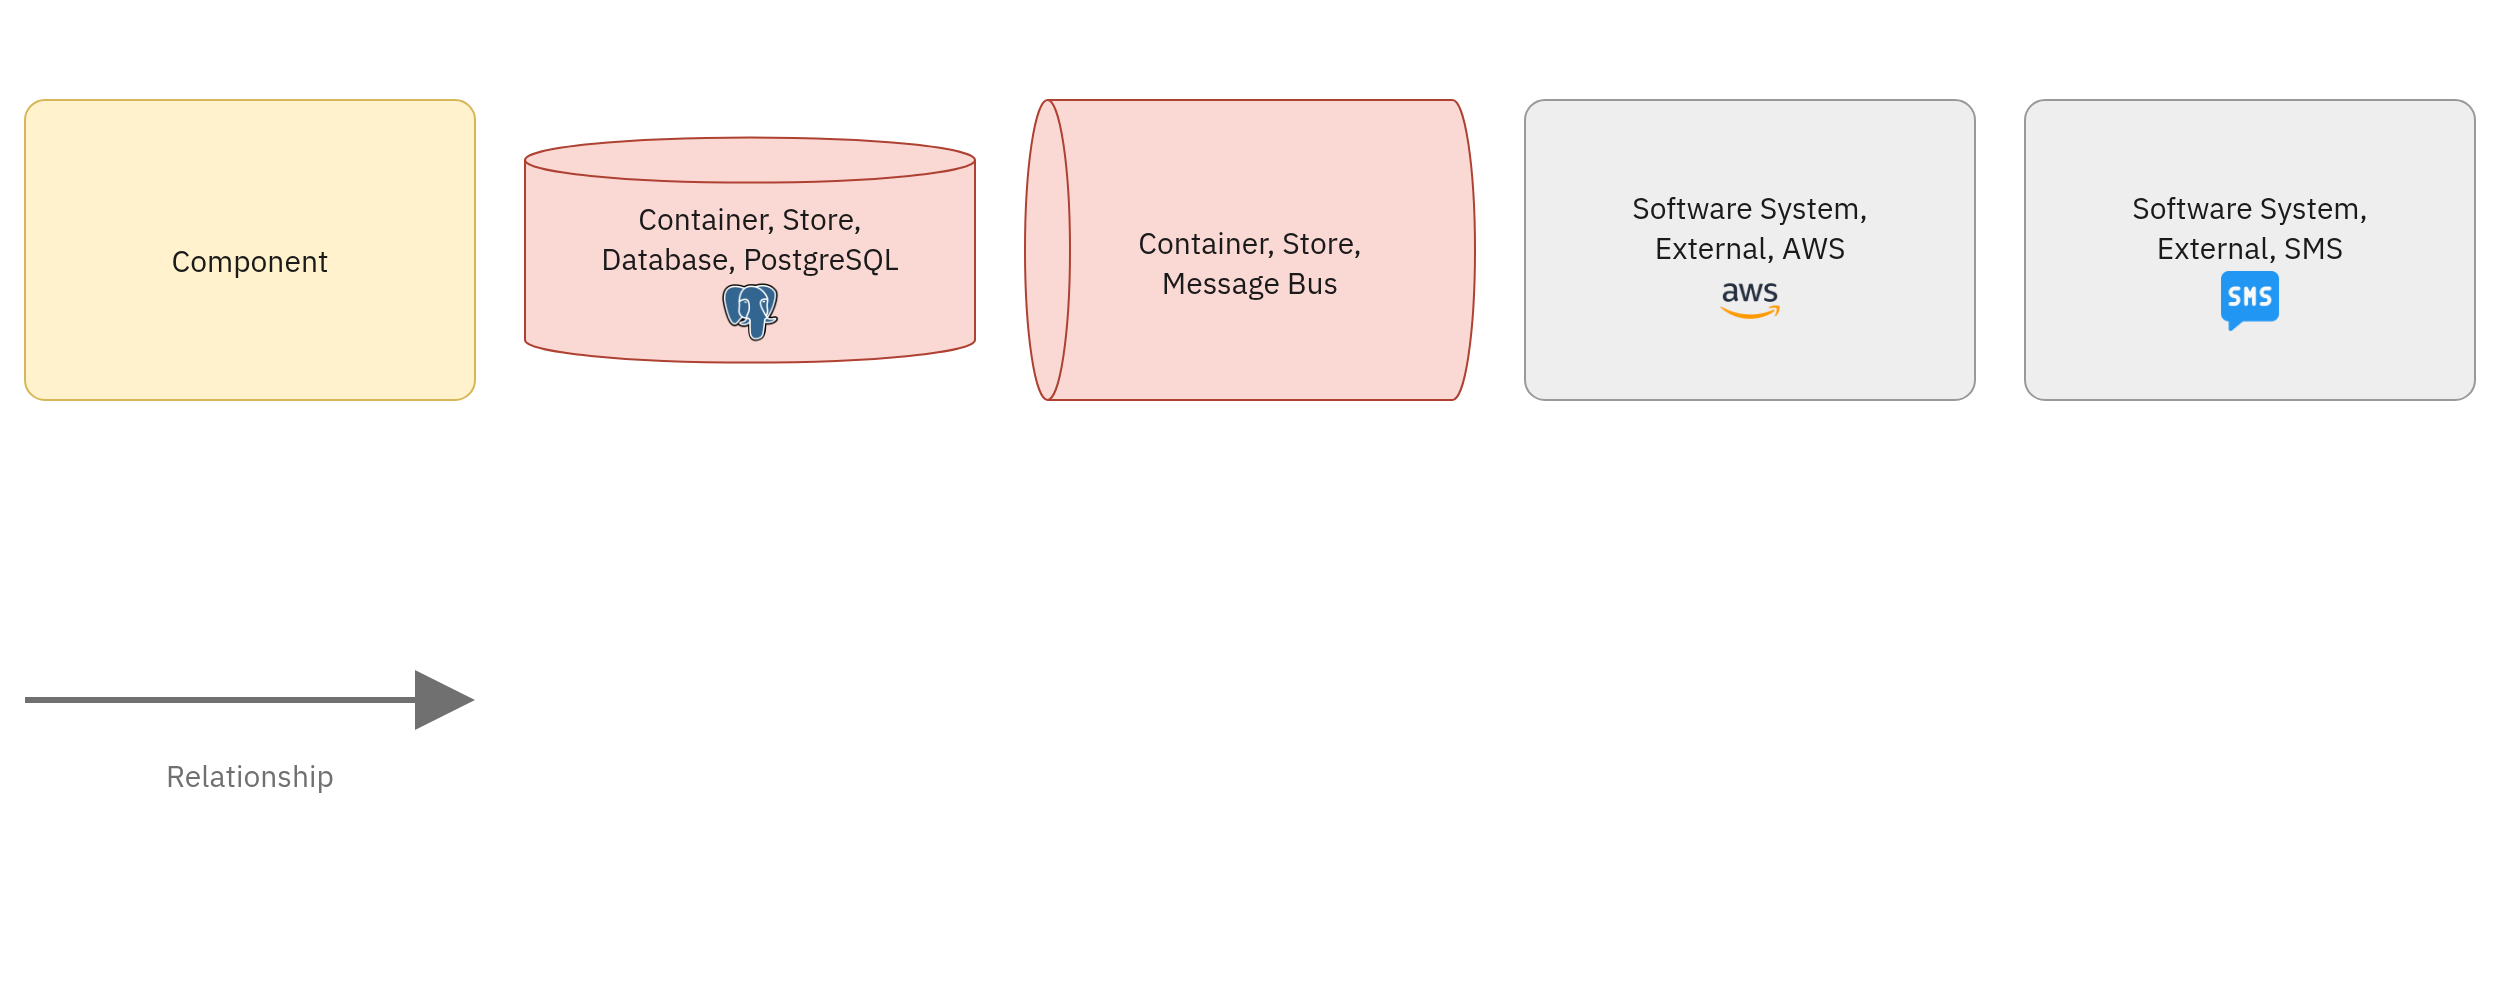 Component
Container, Store,
Database, PostgreSQL
Container, Store,
Message Bus
Software System,
External, AWS
aws
Software System,
External, SMS
SMS
Relationship